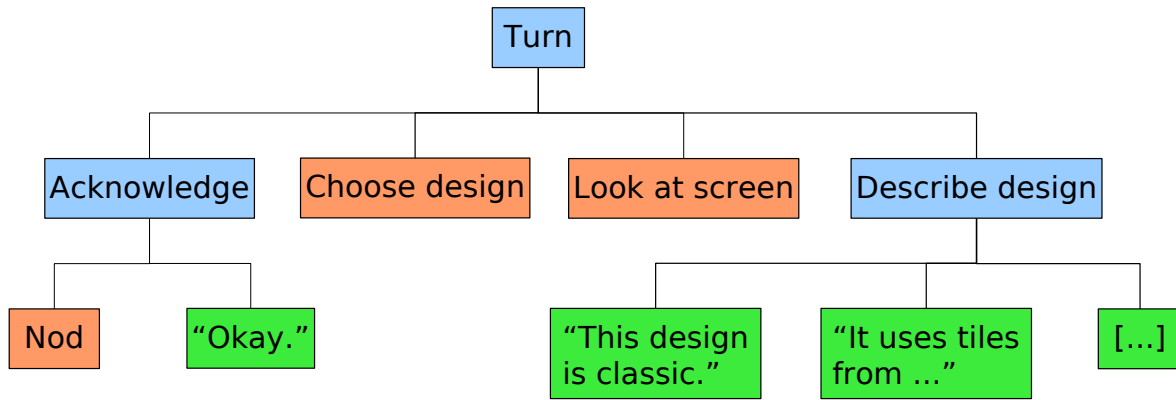 Turn
Acknowledge
Choose design
Look at screen
Describe design
Nod
“Okay.”
“This design
is classic.”
“It uses tiles
from ...”
[...]